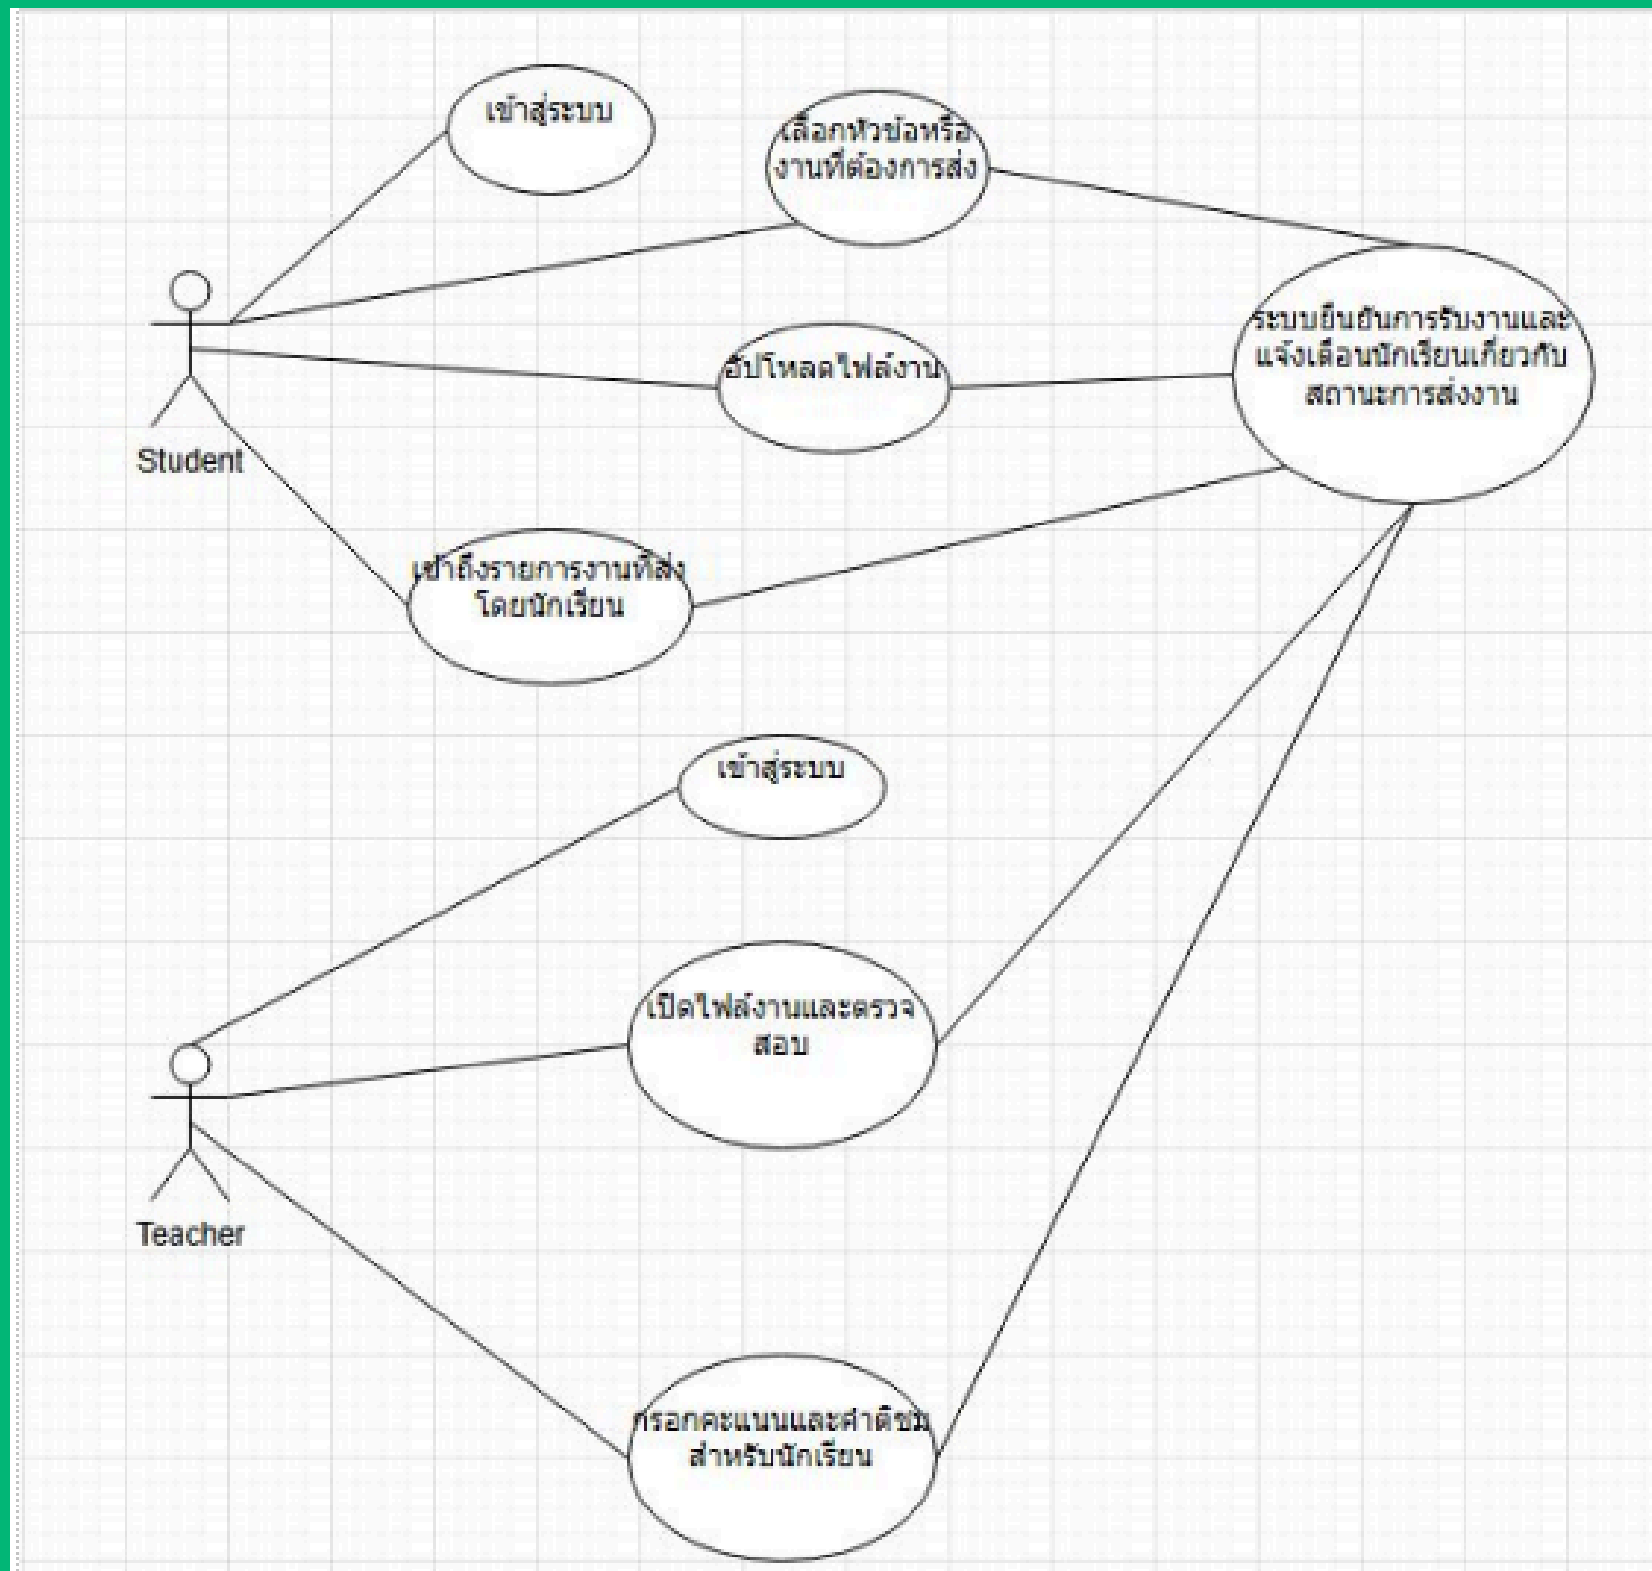 เข้าสู่ระบบ
เลือกหัวข้อหรือ
งานที่ต้องการส่ง
ระบบยืนยันการรับงานและ
แจ้งเตือนนักเรียนเกี่ยวกับ
สถานะการส่งงาน
อัปโหลดไฟล์งาน
Student
เข้าถึงรายการงานที่ส่ง
โดยนักเรียน
เข้าสู่ระบบ
เปิดไฟล์งานและตรวจ
สอบ
Teacher
กรอกคะแนนและคำติชม
สำหรับนักเรียน